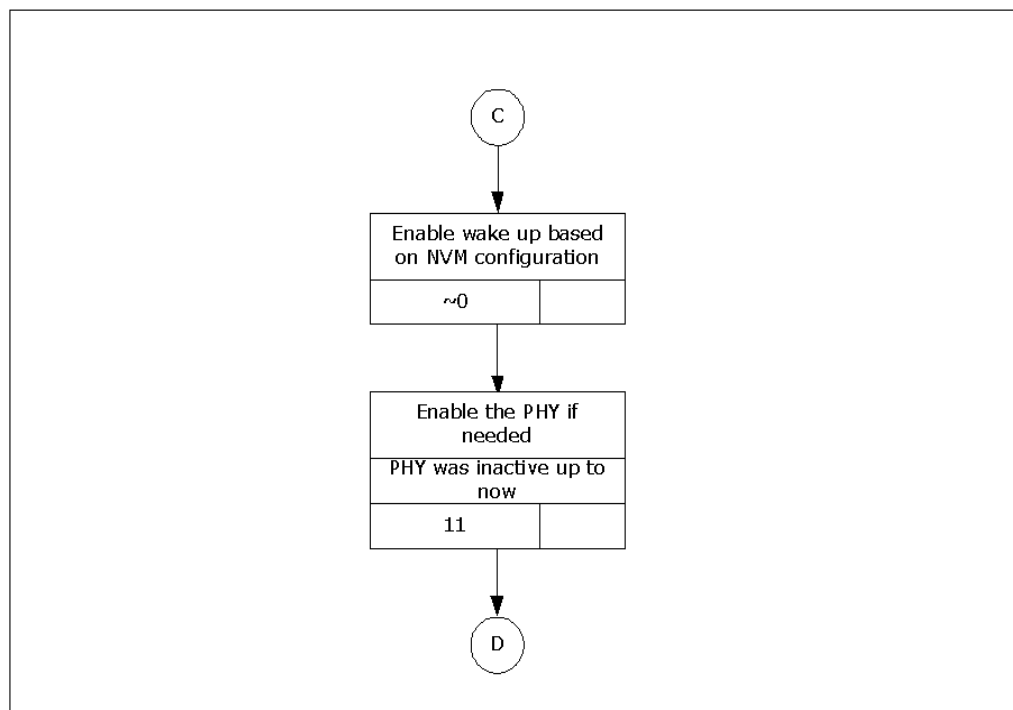 C
Enable wake up based
on NVM configuration
~0
Enable the PHY if
needed
PHY was inactive up to
now
11
D